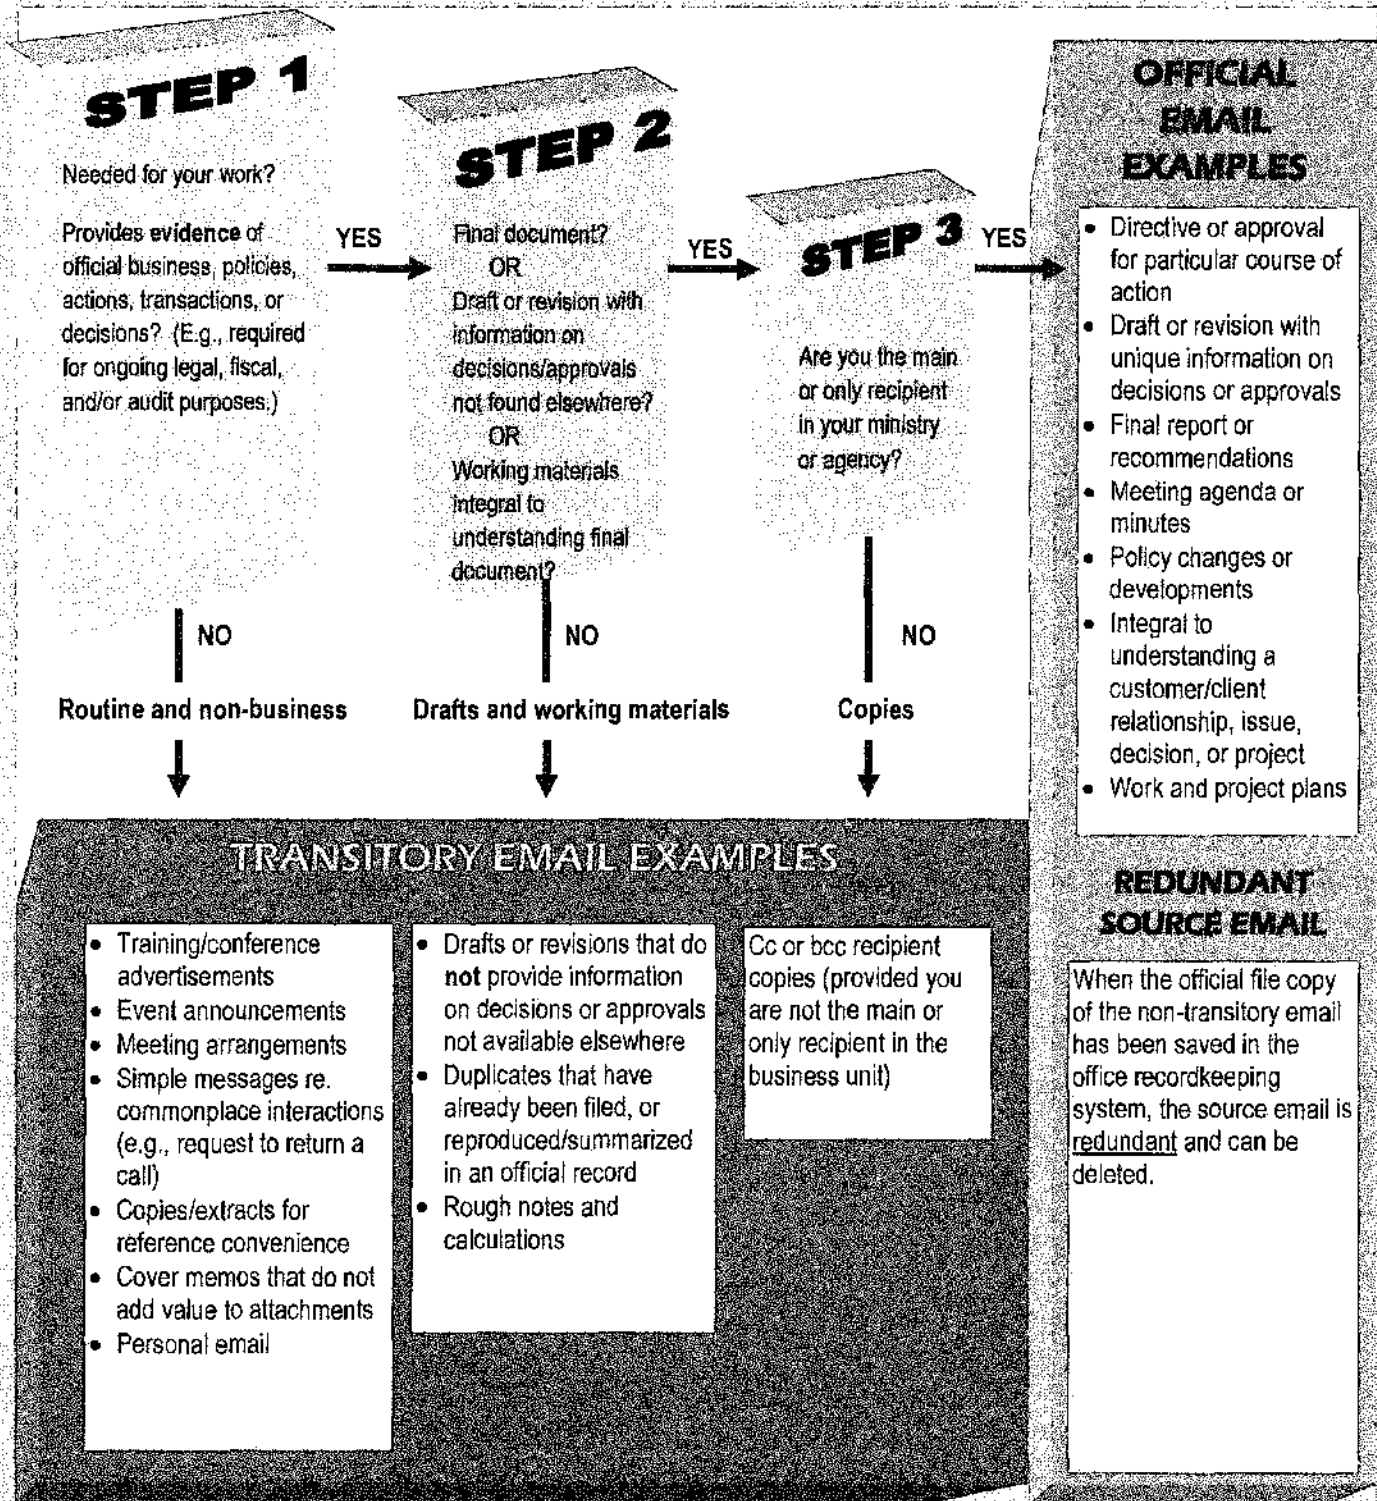 STEP 1
Needed for your work?
Provides evidence of
official business, policies,
actions, transactions, or
decisions? (E.g., required
for ongoing legal, fiscal,
and/or audit purposes.)
YES
STEP 2
Final document?
OR
Draft or revision with
information on
decisions/approvals
not found elsewhere?
OR
Working materials
integral to
understanding final
document?
YES
STEP 3
Are you the main
or only recipient
in your ministry
or agency?
YES
NO
NO
NO
Routine and non-business
Drafts and working materials
Copies
OFFICIAL
EMAIL
EXAMPLES
• Directive or approval
for particular course of
action
• Draft or revision with
unique information on
decisions or approvals
• Final report or
recommendations
• Meeting agenda or
minutes
• Policy changes or
developments
• Integral to
understanding a
customer/client
relationship, issue,
decision, or project
• Work and project plans
TRANSITORY EMAIL EXAMPLES
• Training/conference
advertisements
• Event announcements
• Meeting arrangements
• Simple messages re.
commonplace interactions
(e.g., request to return a
call)
• Copies/extracts for
reference convenience
• Cover memos that do not
add value to attachments
• Personal email
• Drafts or revisions that do
not provide information
on decisions or approvals
not available elsewhere
• Duplicates that have
already been filed, or
reproduced/summarized
in an official record
• Rough notes and
calculations
Cc or bcc recipient
copies (provided you
are not the main or
only recipient in the
business unit)
REDUNDANT
SOURCE EMAIL
When the official file copy
of the non-transitory email
has been saved in the
office recordkeeping
system, the source email is
redundant and can be
deleted.